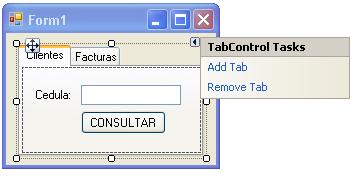 Form1
TabControl Tasks
Clientes Facturas
Add Tab
Remove Tab
Cedula:
CONSULTAR